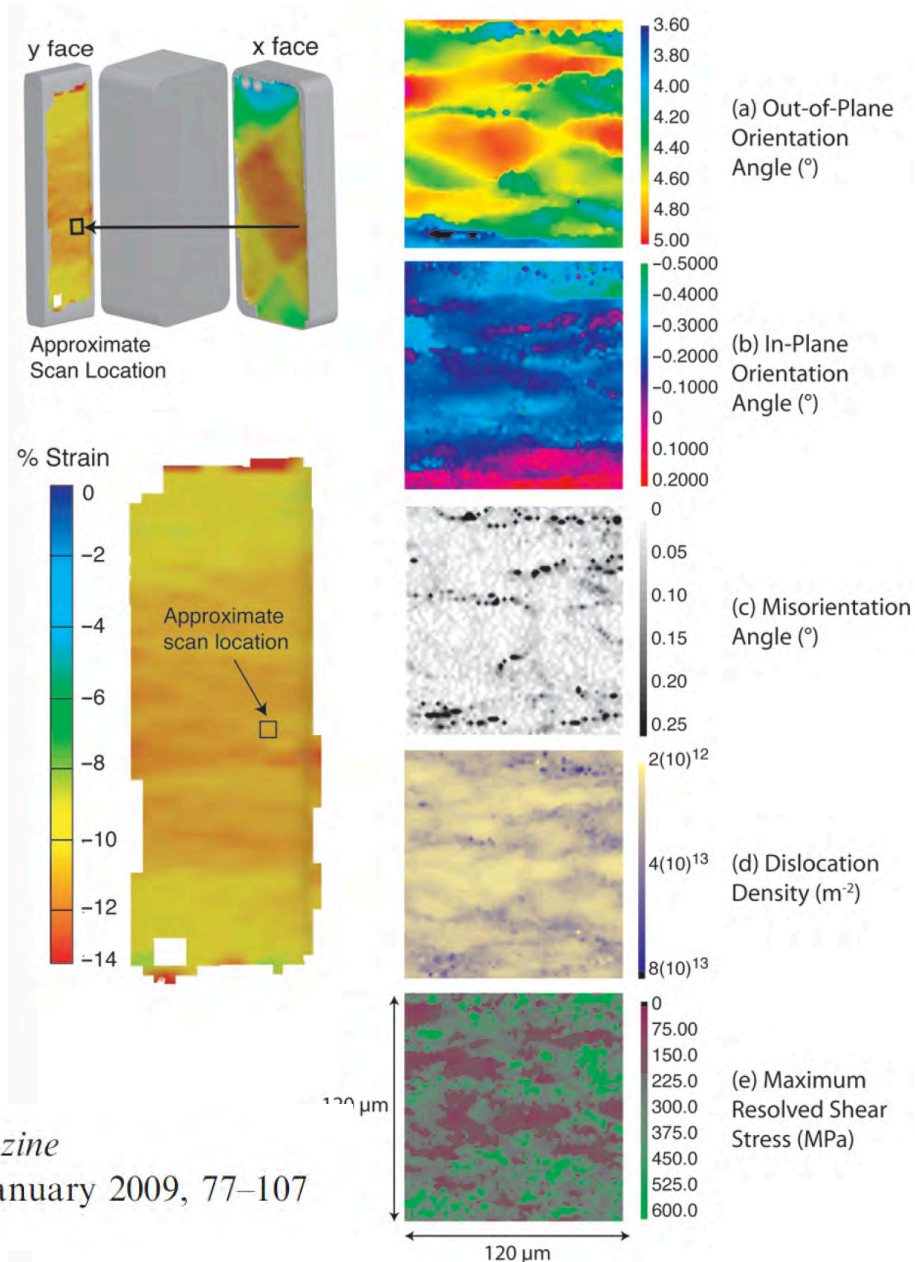 y face
x face
Approximate
Scan Location
% Strain
0
−2
−4
−6
−8
−10
−12
−14
Approximate
scan location
3.60
3.80
4.00
4.20
4.40
4.60
4.80
5.00
(a) Out-of-Plane
Orientation
Angle (°)
−0.5000
−0.4000
−0.3000
−0.2000
−0.1000
0
0.1000
0.2000
(b) In-Plane
Orientation
Angle (°)
0
0.05
0.10
0.15
0.20
0.25
(c) Misorientation
Angle (°)
2(10)¹²
4(10)¹³
8(10)¹³
(d) Dislocation
Density (m⁻²)
0
75.00
150.0
225.0
300.0
375.0
450.0
525.0
600.0
(e) Maximum
Resolved Shear
Stress (MPa)
µm
120 µm
zine
anuary 2009, 77–107